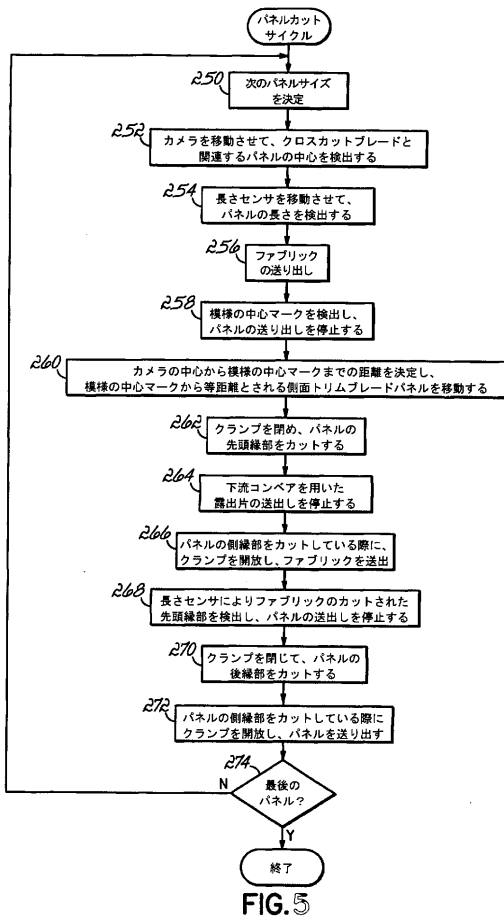 パネルカット
サイクル
250
次のパネルサイズ
を決定
252
カメラを移動させて、クロスカットブレードと
関連するパネルの中心を検出する
254
長さセンサを移動させて、
パネルの長さを検出する
256
ファブリック
の送り出し
258
模様の中心マークを検出し、
パネルの送り出しを停止する
260
カメラの中心から模様の中心マークまでの距離を決定し、
模様の中心マークから等距離とされる側面トリムブレードパネルを移動する
262
クランプを閉め、パネルの
先頭縁部をカットする
264
下流コンベアを用いた
露出片の送出しを停止する
266
パネルの側縁部をカットしている際に、
クランプを開放し、ファブリックを送出
268
長さセンサによりファブリックのカットされた
先頭縁部を検出し、パネルの送出しを停止する
270
クランプを閉じて、パネルの
後縁部をカットする
272
パネルの側縁部をカットしている際に
クランプを開放し、パネルを送り出す
274
最後の
パネル?
N
Y
終了
FIG.5